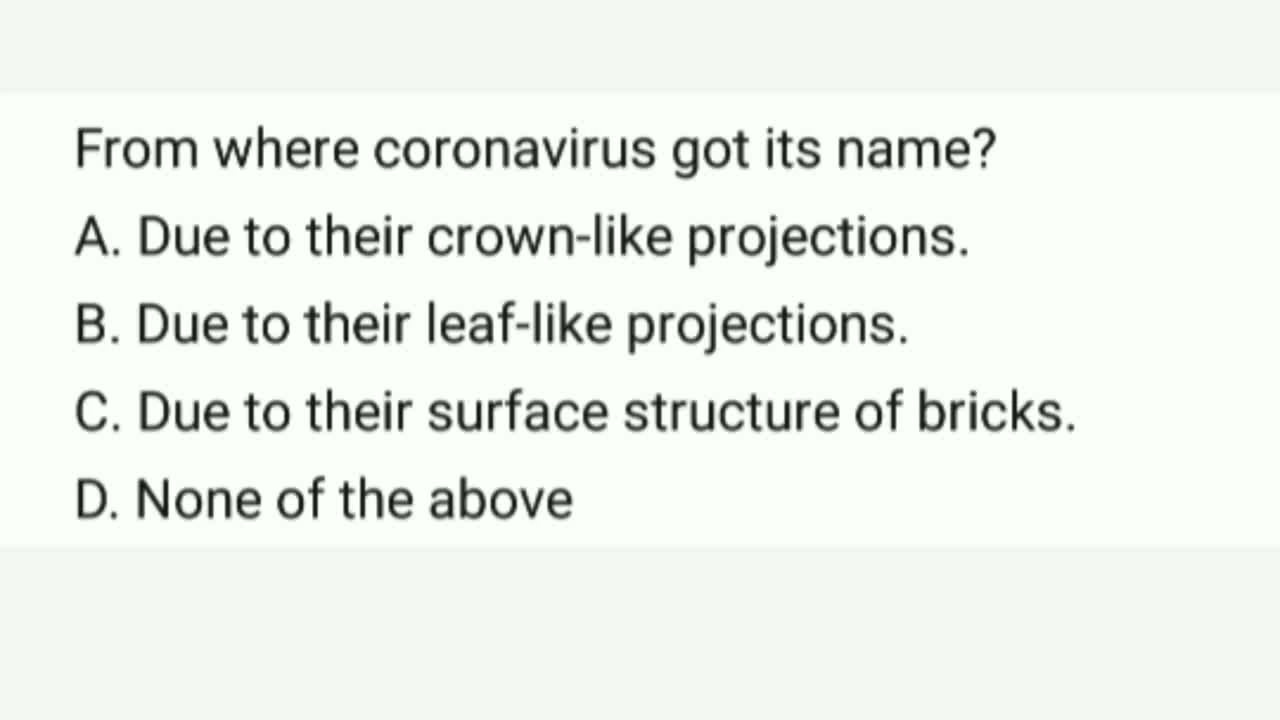 From where coronavirus got its name?
A. Due to their crown-like projections.
B. Due to their leaf-like projections.
C. Due to their surface structure of bricks.
D. None of the above